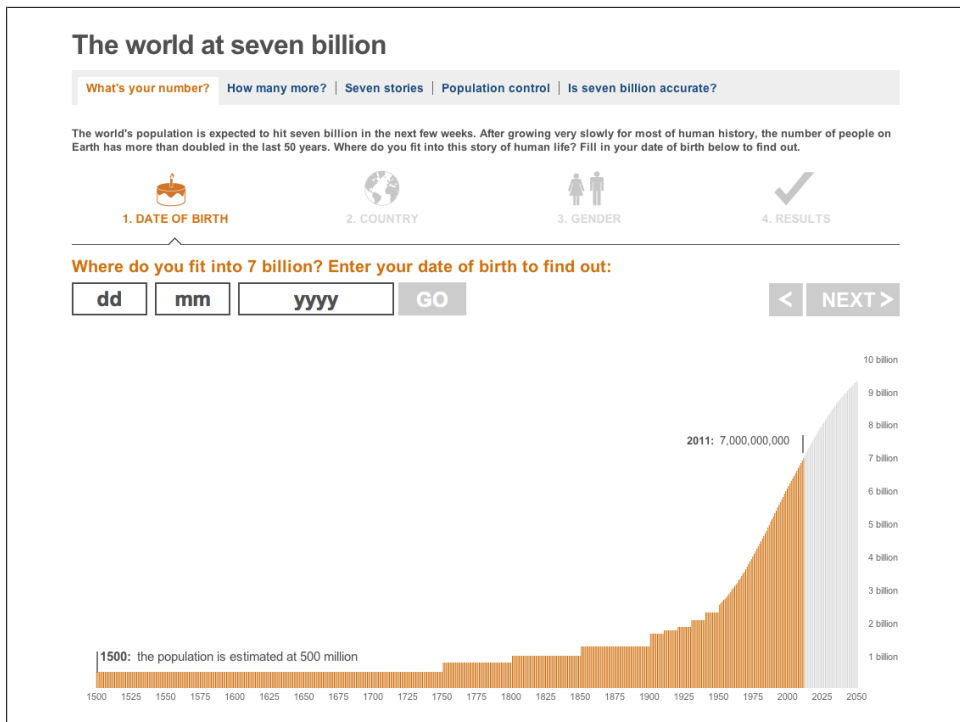 The world at seven billion
What's your number? How many more? | Seven stories | Population control | Is seven billion accurate?
The world's population is expected to hit seven billion in the next few weeks. After growing very slowly for most of human history, the number of people on
Earth has more than doubled in the last 50 years. Where do you fit into this story of human life? Fill in your date of birth below to find out.
1. DATE OF BIRTH 2. COUNTRY 3. GENDER 4. RESULTS
Where do you fit into 7 billion? Enter your date of birth to find out:
dd mm yyyy GO < NEXT >
10 billion
9 billion
8 billion
2011: 7,000,000,000
7 billion
6 billion
5 billion
4 billion
3 billion
2 billion
1500: the population is estimated at 500 million
1 billion
1500 1525 1550 1575 1600 1625 1650 1675 1700 1725 1750 1775 1800 1825 1850 1875 1900 1925 1950 1975 2000 2025 2050